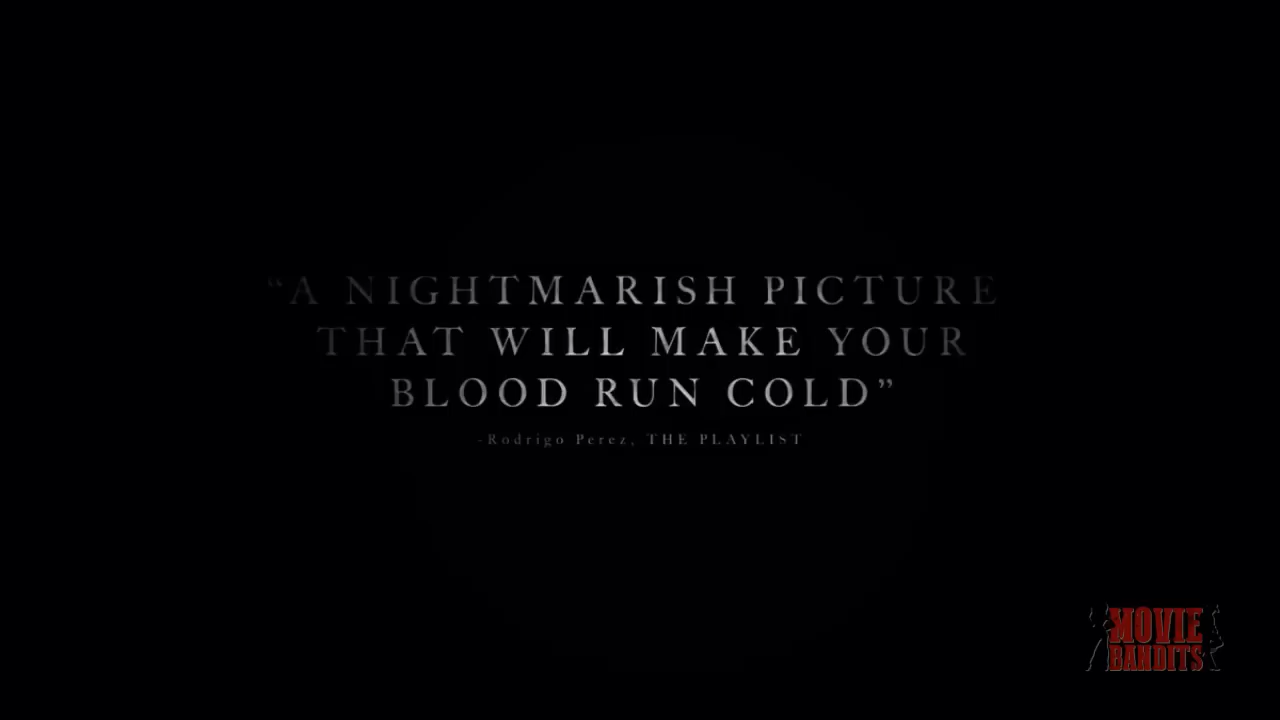 “A NIGHTMARISH PICTURE
THAT WILL MAKE YOUR
BLOOD RUN COLD”
-Rodrigo Perez, THE PLAYLIST
MOVIE
BANDITS